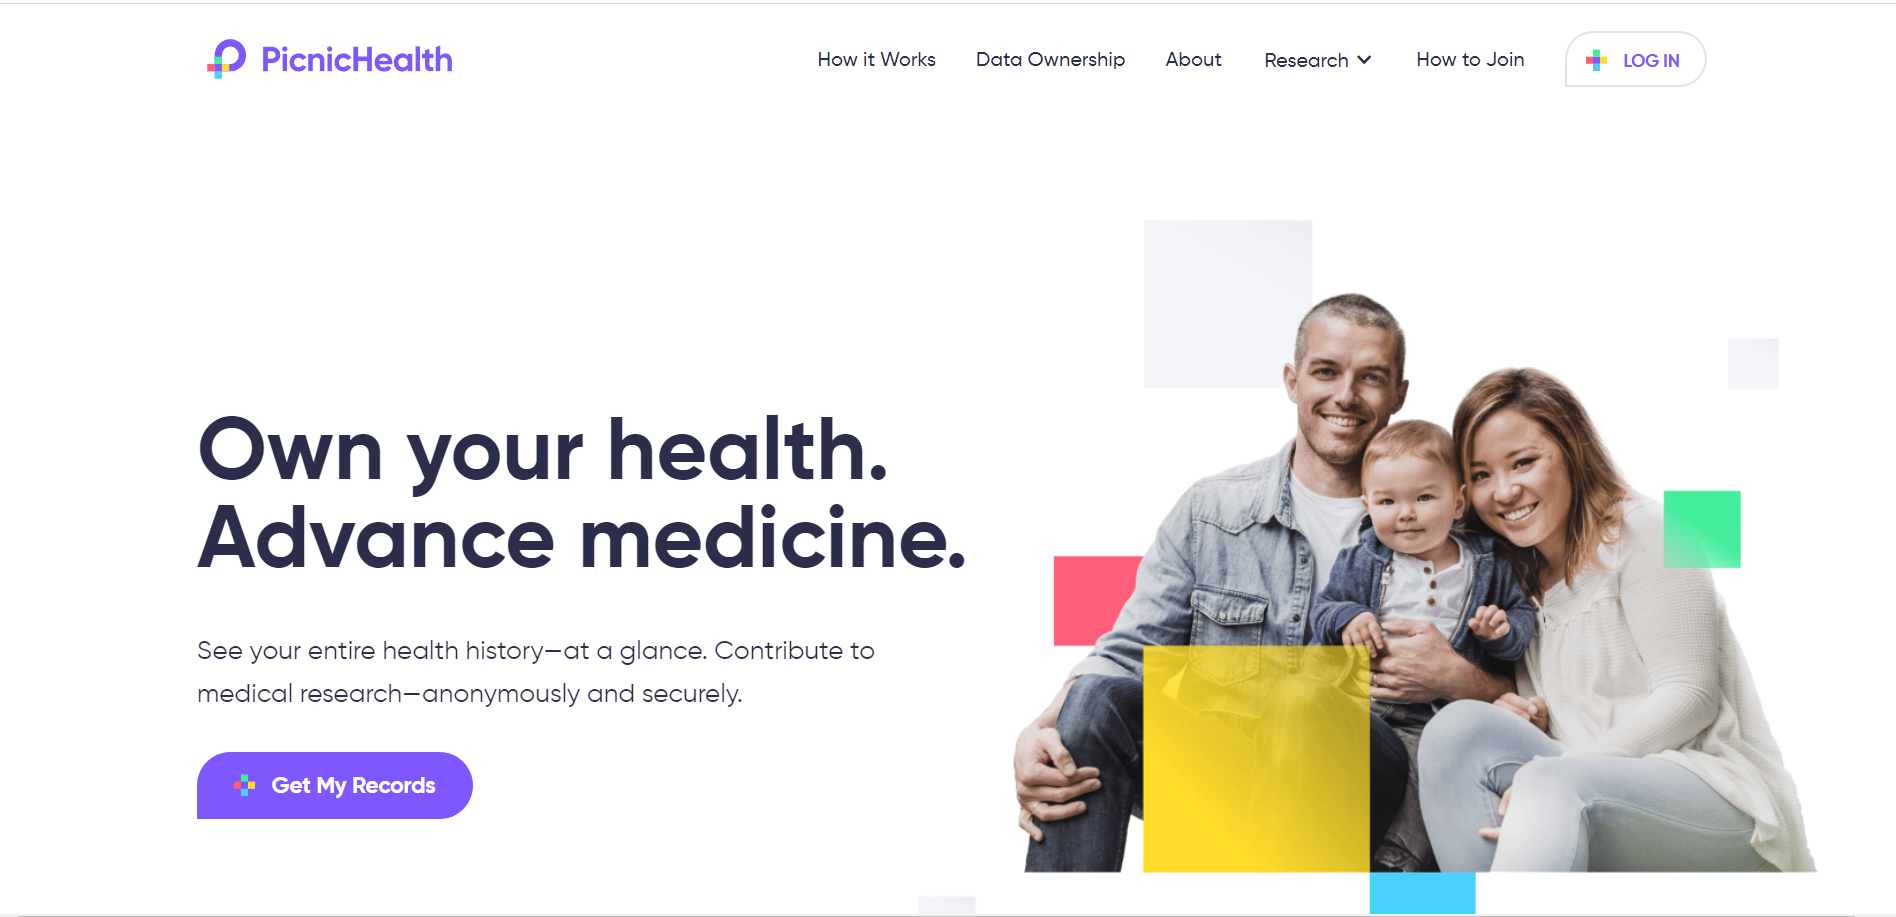 PicnicHealth
How it Works
Data Ownership
About
Research
How to Join
LOG IN
Own your health.
Advance medicine.
See your entire health history—at a glance. Contribute to
medical research—anonymously and securely.
Get My Records